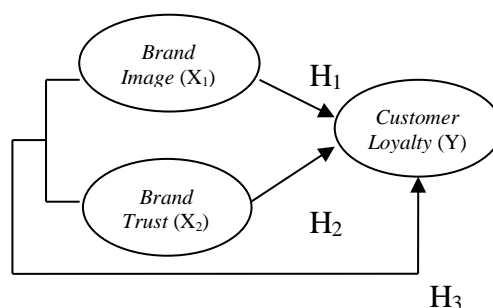 Brand
Image (X₁)
H₁
Customer
Loyalty (Y)
Brand
Trust (X₂)
H₂
H₃